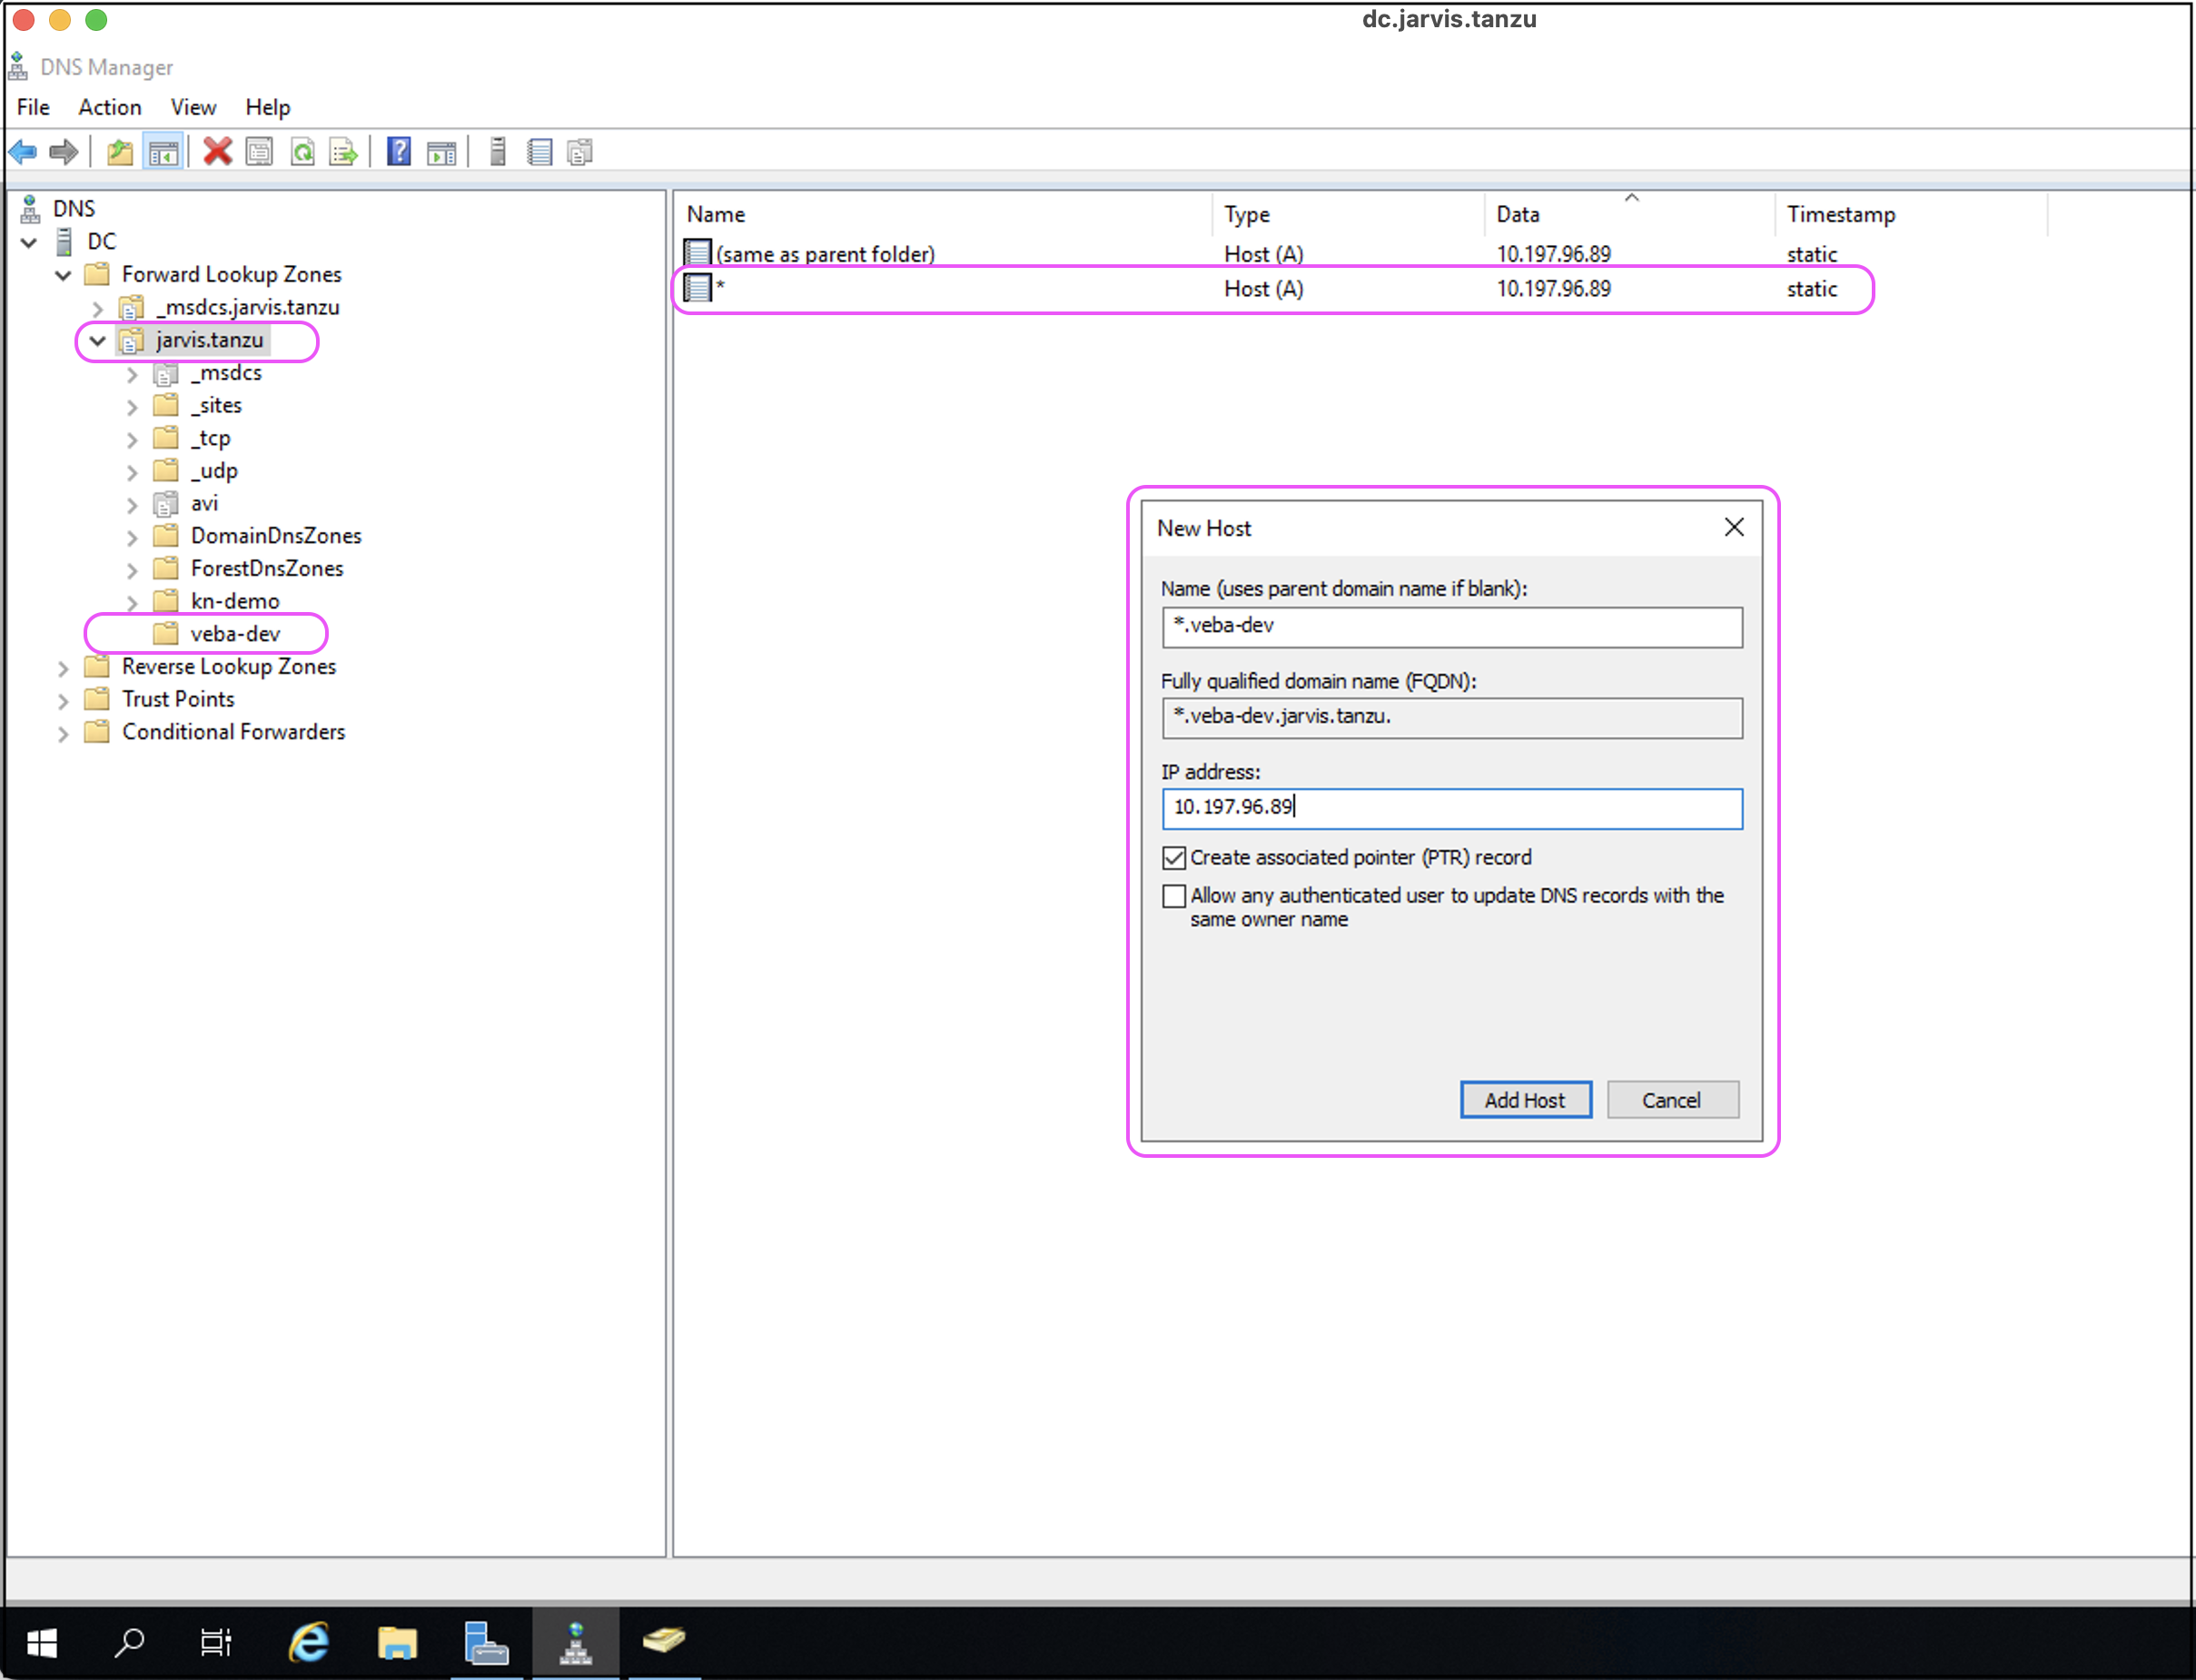 dc.jarvis.tanzu
DNS Manager
File Action View Help
DNS
DC
Forward Lookup Zones
_msdcs.jarvis.tanzu
jarvis.tanzu
_msdcs
_sites
_tcp
_udp
avi
DomainDnsZones
ForestDnsZones
kn-demo
veba-dev
Reverse Lookup Zones
Trust Points
Conditional Forwarders
Name Type Data Timestamp
(same as parent folder) Host (A) 10.197.96.89 static
* Host (A) 10.197.96.89 static
New Host
Name (uses parent domain name if blank):
*.veba-dev
Fully qualified domain name (FQDN):
*.veba-dev.jarvis.tanzu.
IP address:
10.197.96.89
Create associated pointer (PTR) record
Allow any authenticated user to update DNS records with the
same owner name
Add Host Cancel